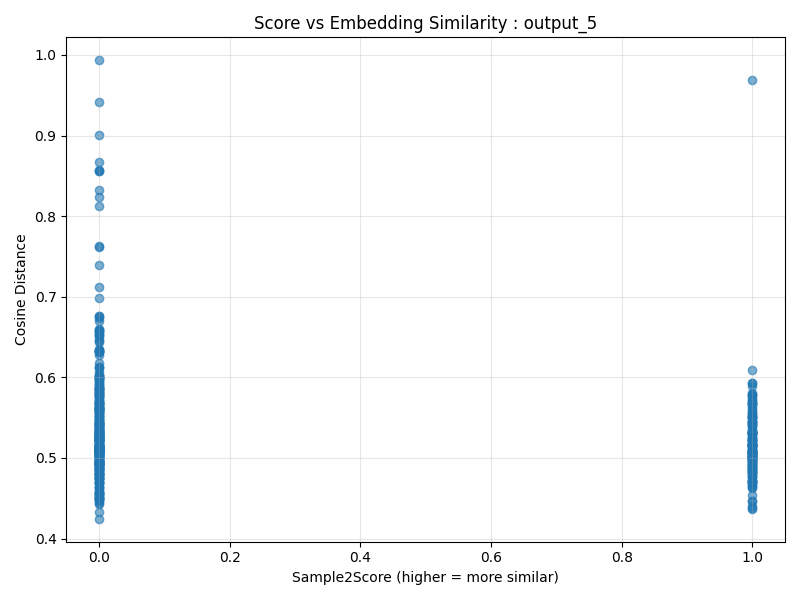 Score vs Embedding Similarity : output_5
1.0
0.9
0.8
0.7
0.6
0.5
0.4
Cosine Distance
0.0 0.2 0.4 0.6 0.8 1.0
Sample2Score (higher = more similar)